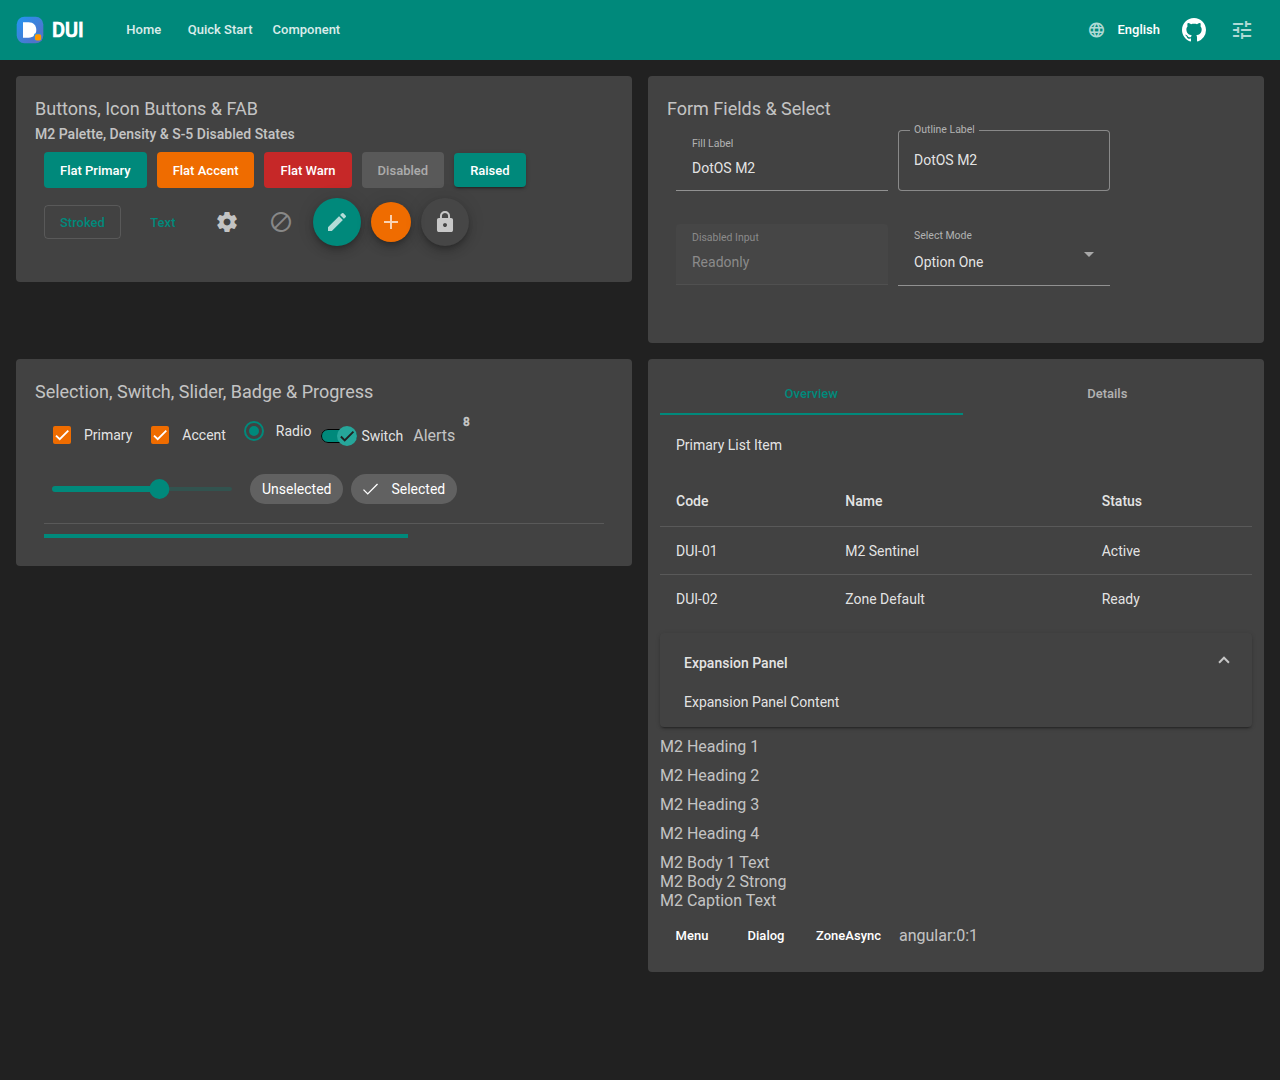 DUI Home Quick Start Component English
Buttons, Icon Buttons & FAB
M2 Palette, Density & S-5 Disabled States
Flat Primary Flat Accent Flat Warn Disabled Raised
Stroked Text
Form Fields & Select
Fill Label
DotOS M2
Outline Label
DotOS M2
Disabled Input
Readonly
Select Mode
Option One
Selection, Switch, Slider, Badge & Progress
Primary Accent Radio Switch Alerts 8
Unselected Selected
Overview Details
Primary List Item
Code Name Status
DUI-01 M2 Sentinel Active
DUI-02 Zone Default Ready
Expansion Panel
Expansion Panel Content
M2 Heading 1
M2 Heading 2
M2 Heading 3
M2 Heading 4
M2 Body 1 Text
M2 Body 2 Strong
M2 Caption Text
Menu Dialog ZoneAsync angular:0:1